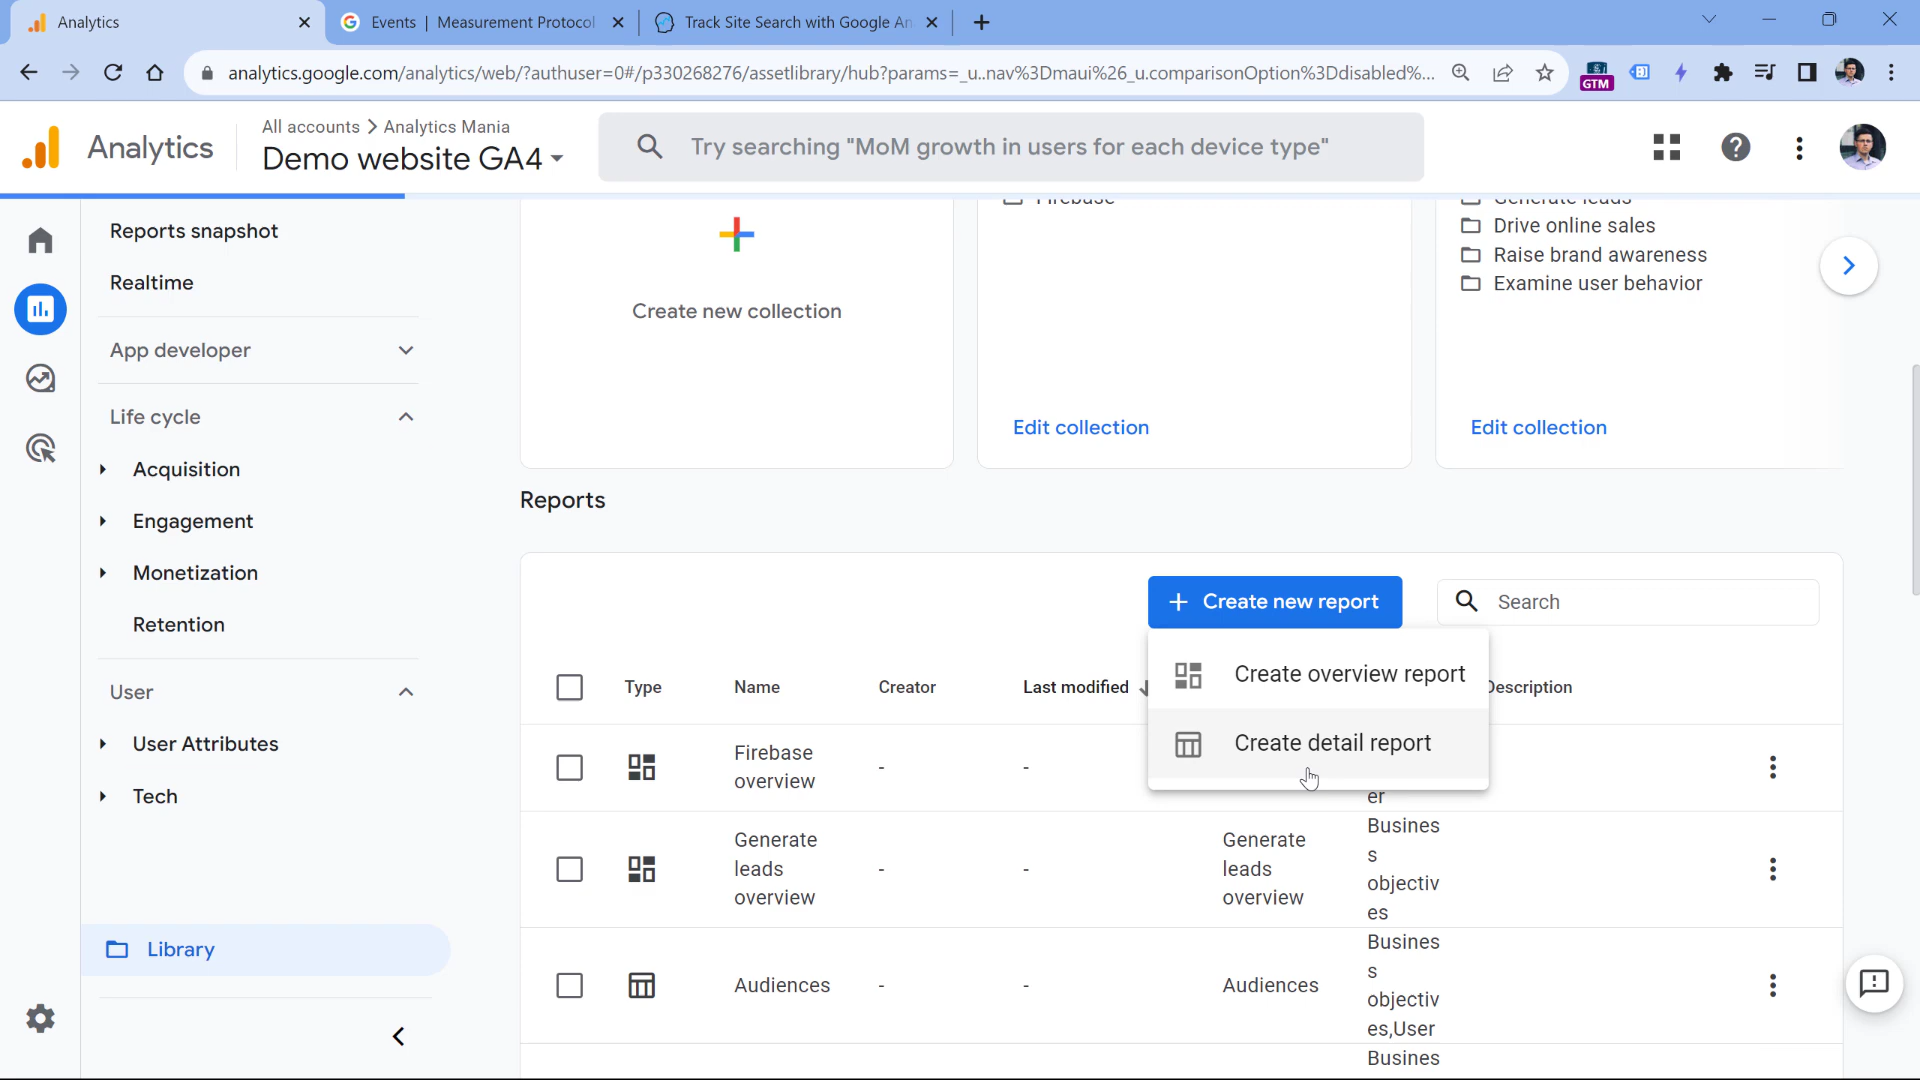 Analytics
Events | Measurement Protocol
Track Site Search with Google An
analytics.google.com/analytics/web/?authuser=0#/p330268276/assetlibrary/hub?params=_u..nav%3Dmaui%26_u.comparisonOption%3Ddisabled%...
GTM
Analytics
All accounts > Analytics Mania
Demo website GA4
Try searching "MoM growth in users for each device type"
Reports snapshot
Realtime
App developer
Life cycle
Acquisition
Engagement
Monetization
Retention
User
User Attributes
Tech
Library
Create new collection
Firebase
Edit collection
Generate leads
Drive online sales
Raise brand awareness
Examine user behavior
Edit collection
Reports
+ Create new report
Search
Create overview report
Create detail report
Type
Name
Creator
Last modified
Description
Firebase
overview
-
-
er
Generate
leads
overview
-
-
Generate
leads
overview
Busines
s
objectiv
es
Audiences
-
-
Audiences
Busines
s
objectiv
es,User
Busines